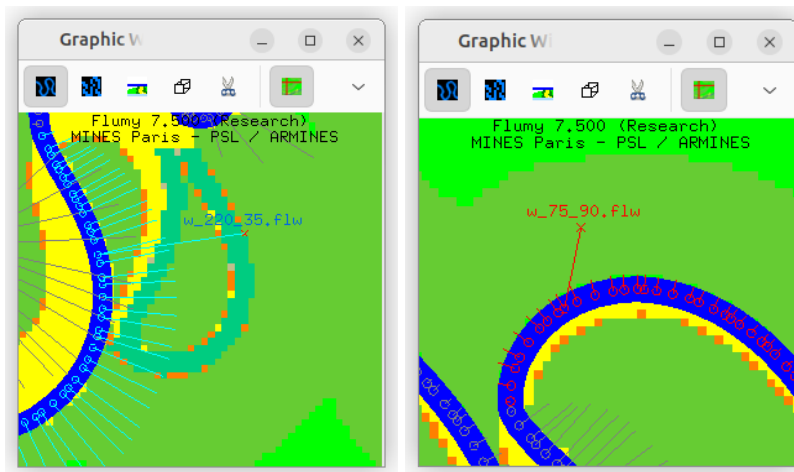 Graphic W
Flumy 7.500 (Research)
MINES Paris - PSL / ARMINES
w_220_35.flw
Graphic Wi
Flumy 7.500 (Research)
MINES Paris - PSL / ARMINES
w_75_90.flw